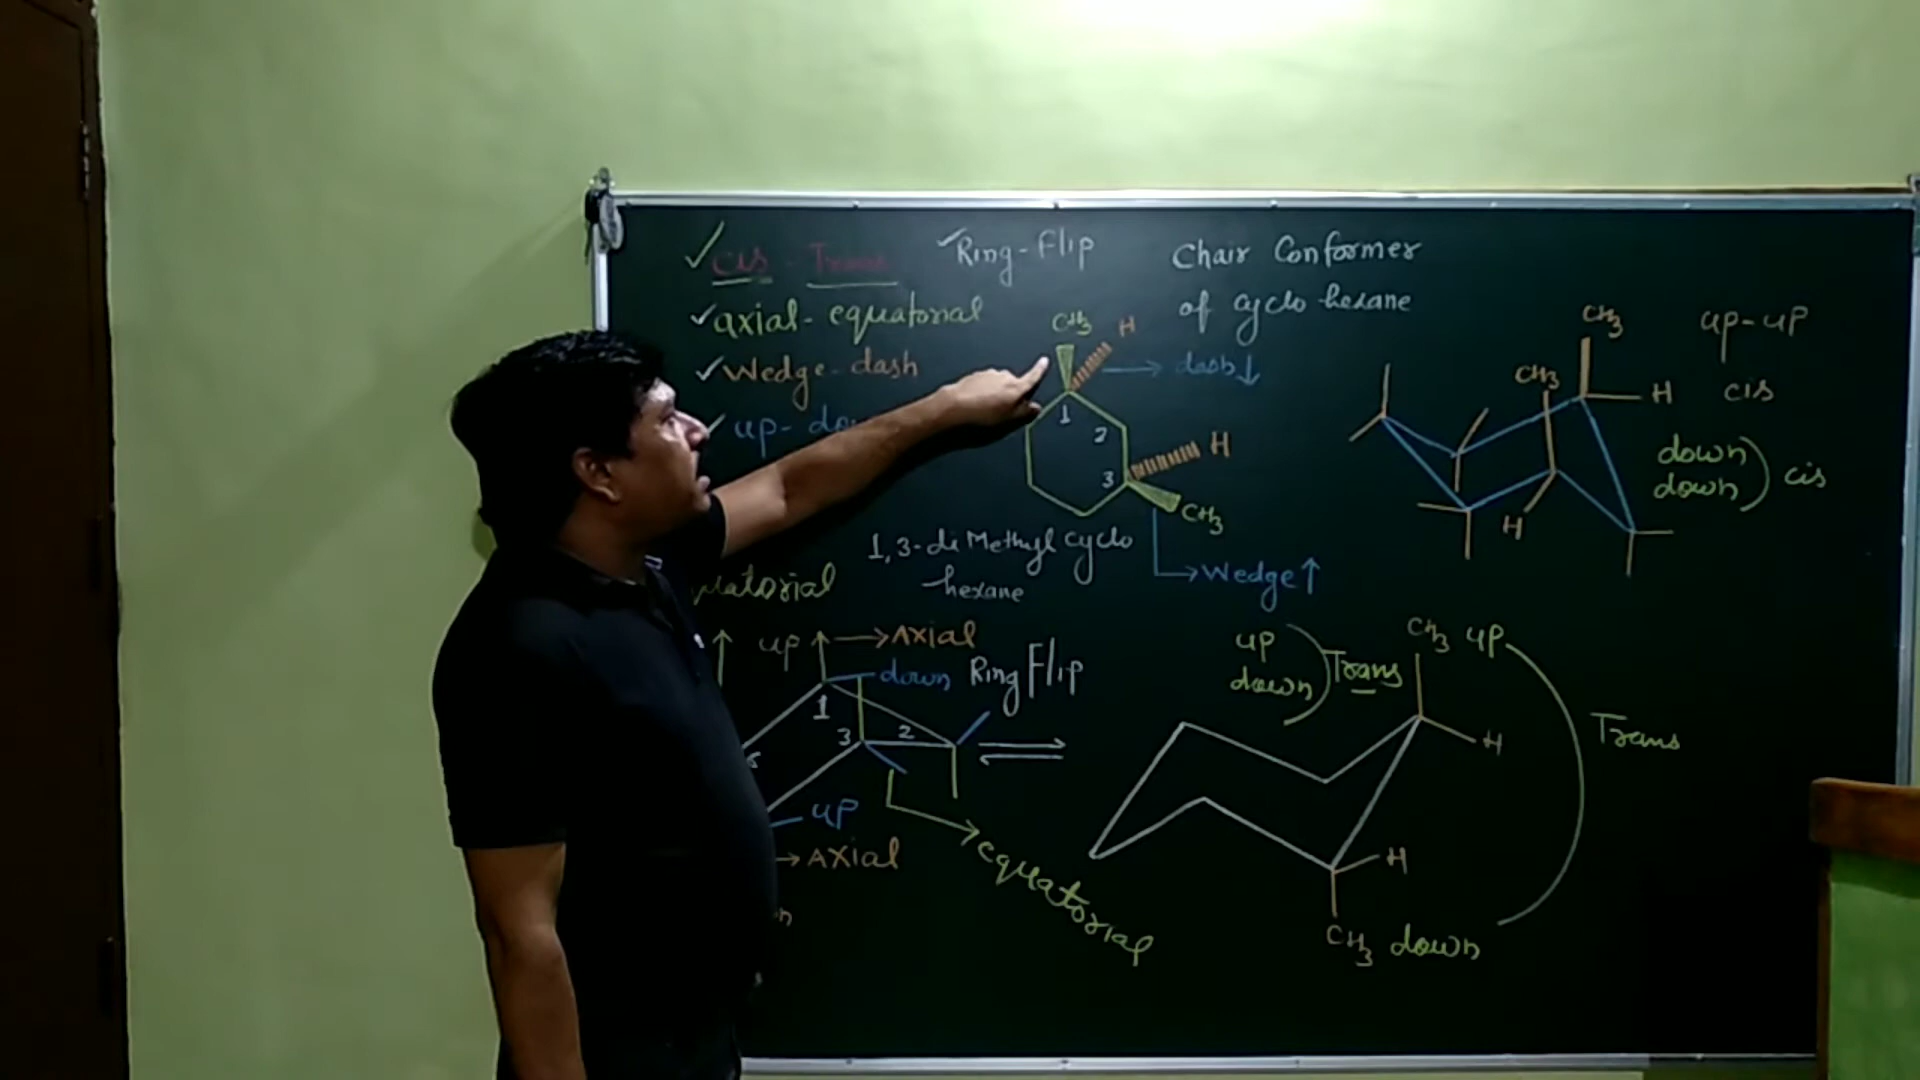 cis - Trans
axial - equatorial
Wedge - dash
up-
Ring-Flip
Chair Conformer
of cyclo hexane
CH3
H
dash↓
1
2
3
H
CH3
Wedge↑
1,3-di Methyl cyclo
hexane
CH3
CH3
H
H
up-up
cis
down
down
cis
up
Axial
down
Ring Flip
1
2
3
up
Axial
equatorial
up
down
Trans
CH3 up
H
H
CH3 down
Trans